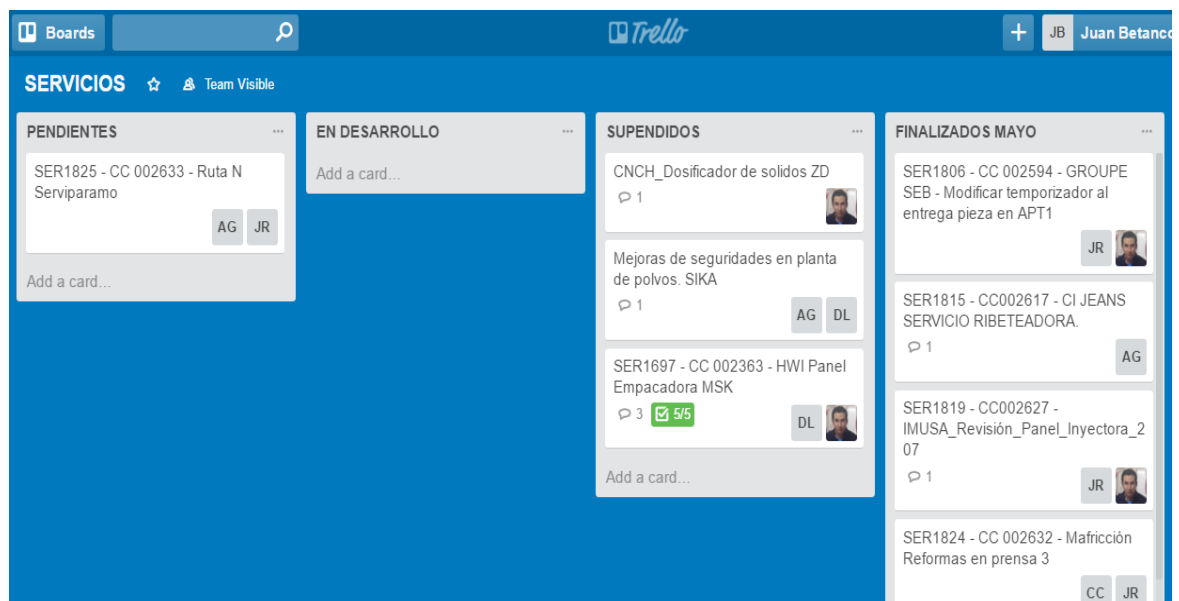 Boards
Trello
JB Juan Betanco
SERVICIOS Team Visible
PENDIENTES
SER1825 - CC 002633 - Ruta N
Serviparamo
AG JR
Add a card...
EN DESARROLLO
Add a card...
SUPENDIDOS
CNCH_Dosificador de solidos ZD
1
Mejoras de seguridades en planta
de polvos. SIKA
1
AG DL
SER1697 - CC 002363 - HWI Panel
Empacadora MSK
3 5/5
DL
Add a card...
FINALIZADOS MAYO
SER1806 - CC 002594 - GROUPE
SEB - Modificar temporizador al
entrega pieza en APT1
JR
SER1815 - CC002617 - CI JEANS
SERVICIO RIBETEADORA.
1
AG
SER1819 - CC002627 -
IMUSA_Revisión_Panel_Inyectora_2
07
1
JR
SER1824 - CC 002632 - Mafricción
Reformas en prensa 3
CC JR